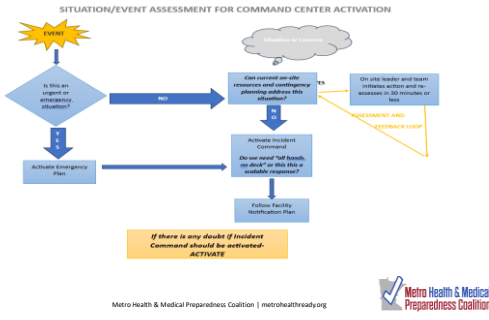 SITUATION/EVENT ASSESSMENT FOR COMMAND CENTER ACTIVATION
EVENT
Situation of Concern
Is this an
urgent or
emergency,
situation?
NO
Can current on-site
resources and contingency
planning address this
situation?
YES
On site leader and team
initiates action and re-
assesses in 30 minutes or
less
ASSESSMENT AND
FEEDBACK LOOP
YES
NO
Activate Incident
Command
Do we need "all hands
on deck" or this this a
scalable response?
Activate Emergency
Plan
Follow Facility
Notification Plan
If there is any doubt if Incident
Command should be activated-
ACTIVATE
Metro Health & Medical Preparedness Coalition | metrohealthready.org
Metro Health & Medical
Preparedness Coalition